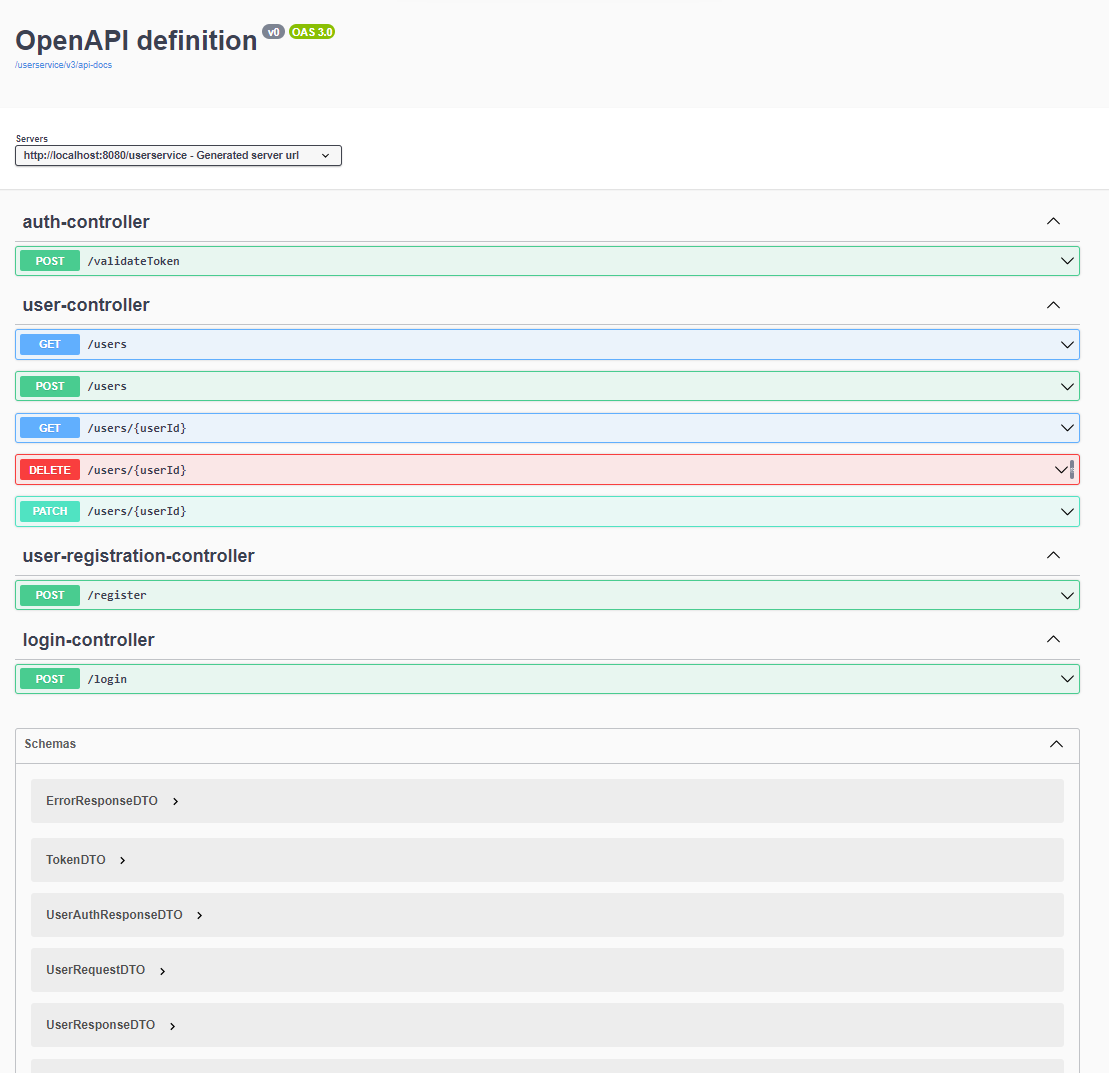 OpenAPI definition v0 OAS 3.0
/userservice/v3/api-docs
Servers
http://localhost:8080/userservice - Generated server url
auth-controller
POST /validateToken
user-controller
GET /users
POST /users
GET /users/{userId}
DELETE /users/{userId}
PATCH /users/{userId}
user-registration-controller
POST /register
login-controller
POST /login
Schemas
ErrorResponseDTO
TokenDTO
UserAuthResponseDTO
UserRequestDTO
UserResponseDTO